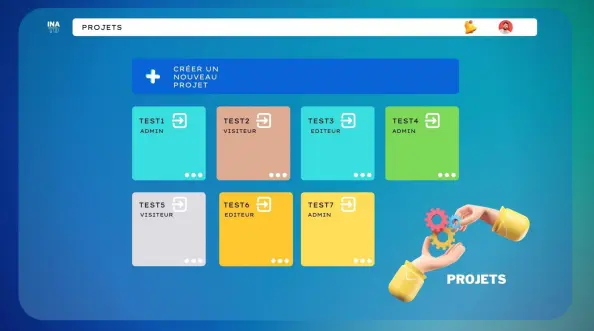 INA
PROJETS
CRÉER UN
NOUVEAU
PROJET
TEST1
ADMIN
TEST2
VISITEUR
TEST3
EDITEUR
TEST4
ADMIN
TEST5
VISITEUR
TEST6
EDITEUR
TEST7
ADMIN
PROJETS